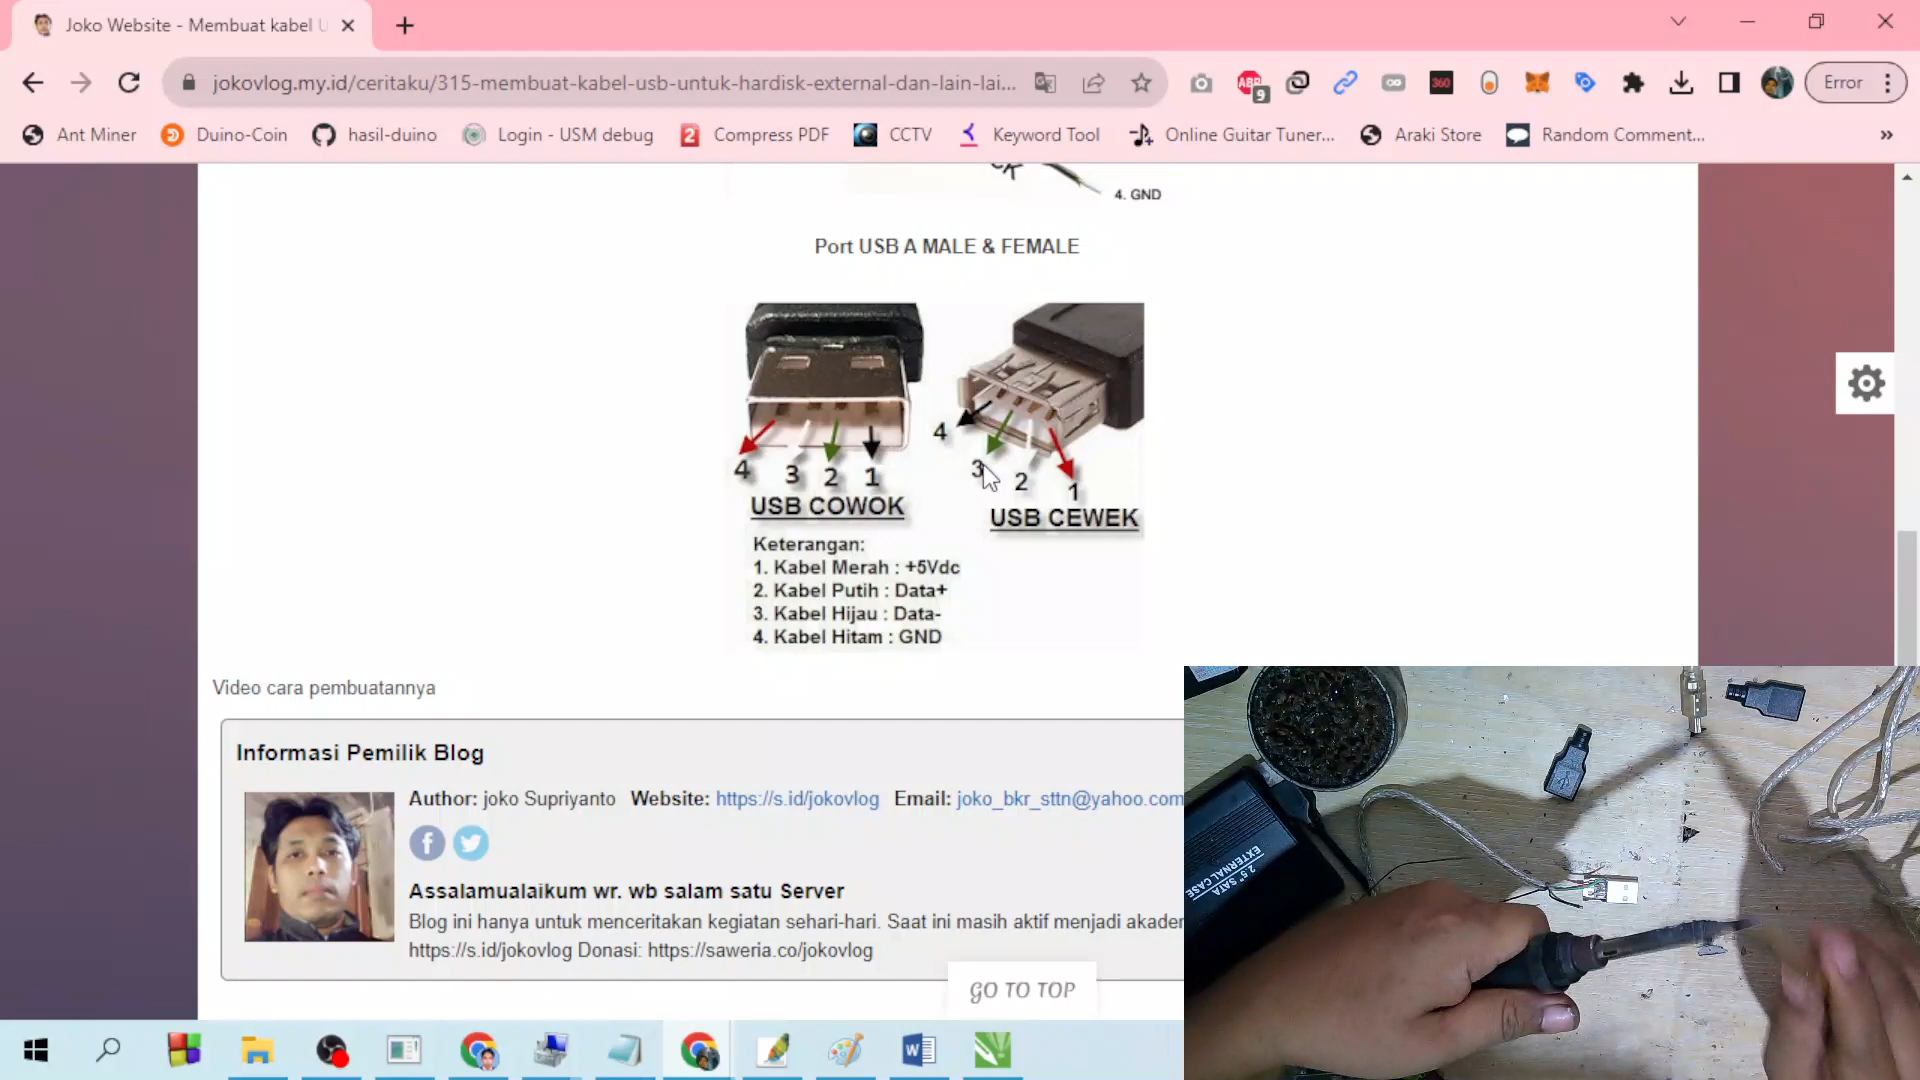 Joko Website - Membuat kabel U
jokovlog.my.id/ceritaku/315-membuat-kabel-usb-untuk-hardisk-external-dan-lain-lai...
ABP
9
360
Error
Ant Miner
Duino-Coin
hasil-duino
Login - USM debug
2
Compress PDF
CCTV
Keyword Tool
Online Guitar Tuner...
Araki Store
Random Comment...
»
4. GND
Port USB A MALE & FEMALE
4 3 2 1
USB COWOK
4
3
2
1
USB CEWEK
Keterangan:
1. Kabel Merah : +5Vdc
2. Kabel Putih : Data+
3. Kabel Hijau : Data-
4. Kabel Hitam : GND
Video cara pembuatannya
Informasi Pemilik Blog
Author: joko Supriyanto Website: https://s.id/jokovlog Email: joko_bkr_sttn@yahoo.com
Assalamualaikum wr. wb salam satu Server
Blog ini hanya untuk menceritakan kegiatan sehari-hari. Saat ini masih aktif menjadi akader
https://s.id/jokovlog Donasi: https://saweria.co/jokovlog
GO TO TOP
2.5" SATA
EXTERNAL CASE